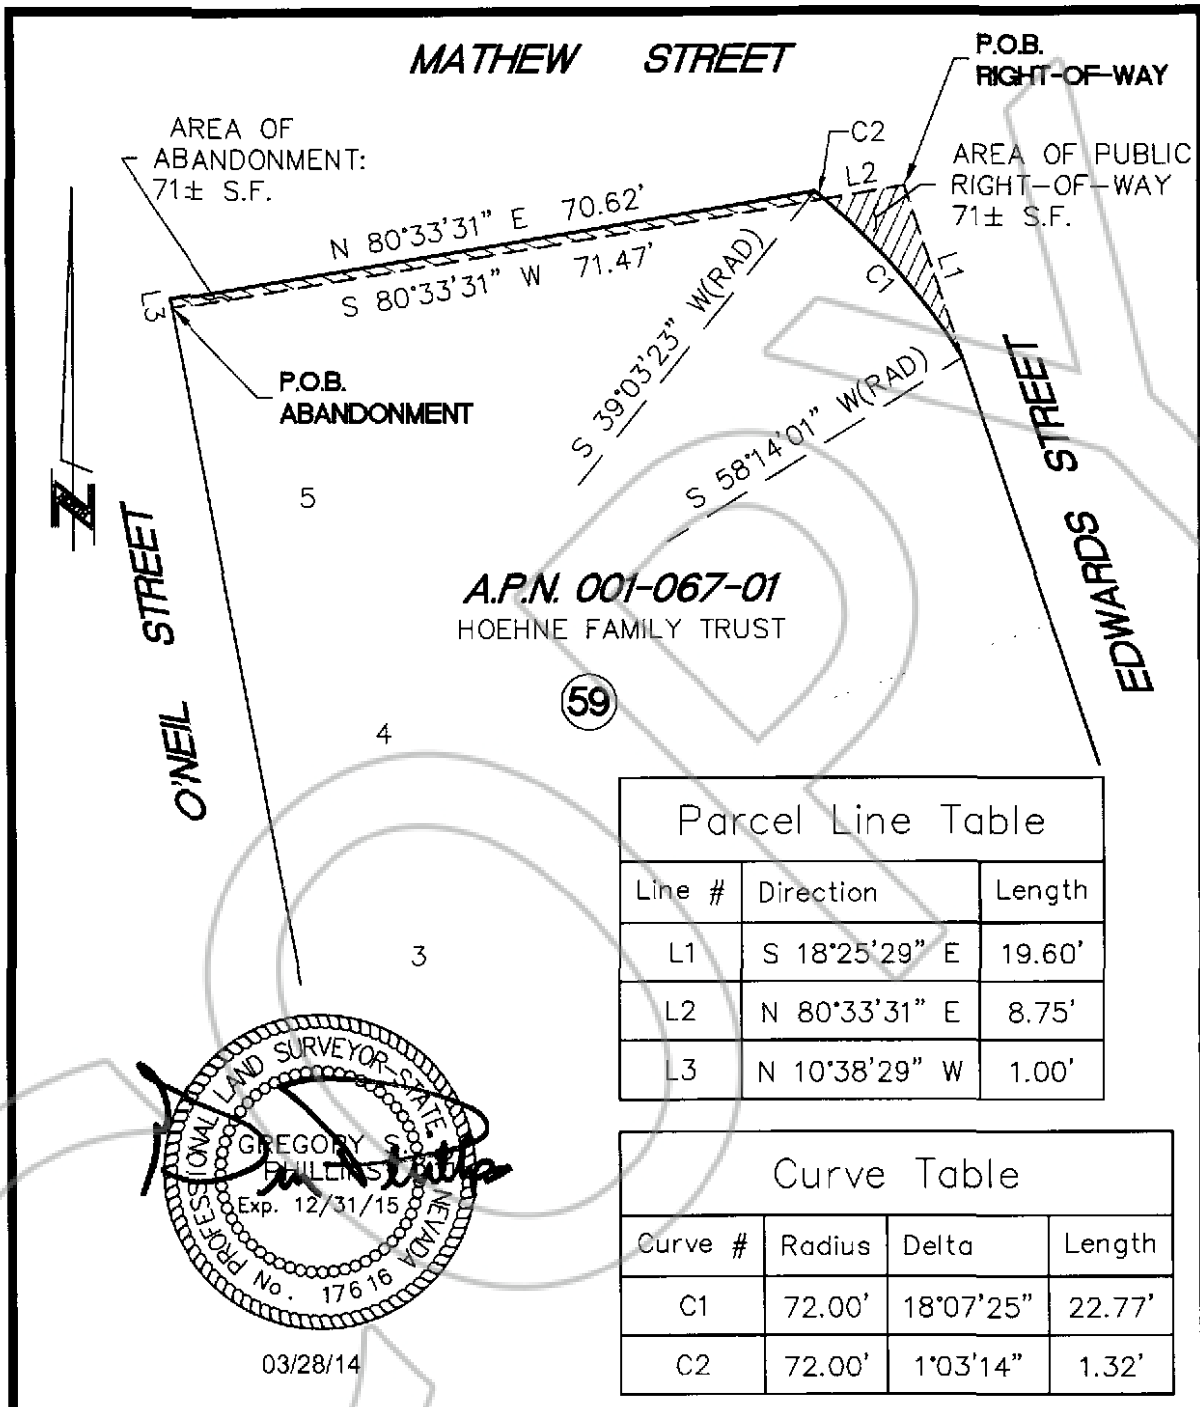 MATHEW STREET
P.O.B.
RIGHT-OF-WAY
AREA OF
ABANDONMENT:
71± S.F.
C2
L2
AREA OF PUBLIC
RIGHT-OF-WAY
71± S.F.
N 80°33'31" E 70.62'
S 80°33'31" W 71.47'
L3
C1
L1
S 39°03'23" W(RAD)
S 58°14'01" W(RAD)
P.O.B.
ABANDONMENT
N
5
O'NEIL STREET
EDWARDS STREET
A.P.N. 001-067-01
HOEHNE FAMILY TRUST
59
4
3
Parcel Line Table
Line # Direction Length
L1 S 18°25'29" E 19.60'
L2 N 80°33'31" E 8.75'
L3 N 10°38'29" W 1.00'
Curve Table
Curve # Radius Delta Length
C1 72.00' 18°07'25" 22.77'
C2 72.00' 1°03'14" 1.32'
PROFESSIONAL LAND SURVEYOR-STATE
NEVADA
GREGORY S.
PHILLIPS
Exp. 12/31/15
No. 17616
03/28/14
COPY